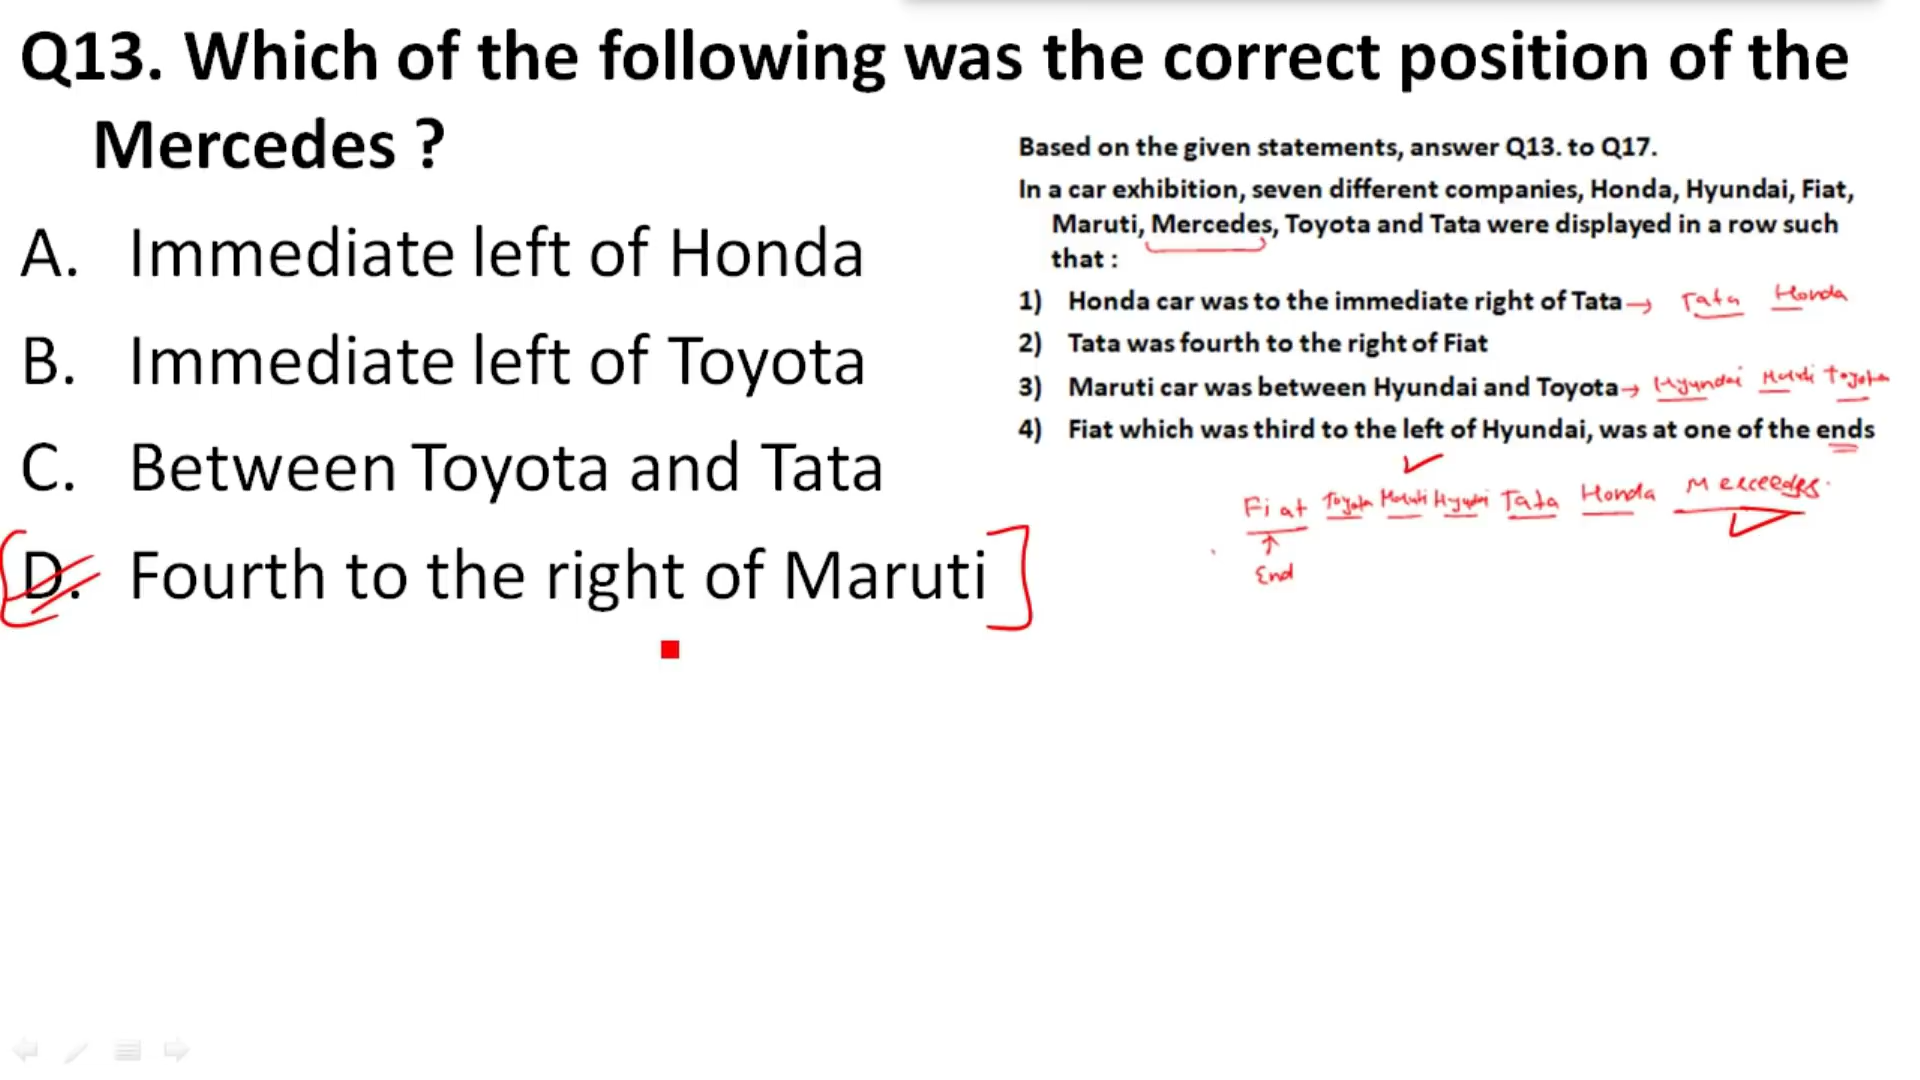 Q13. Which of the following was the correct position of the
Mercedes ?
A. Immediate left of Honda
B. Immediate left of Toyota
C. Between Toyota and Tata
D. Fourth to the right of Maruti
Based on the given statements, answer Q13. to Q17.
In a car exhibition, seven different companies, Honda, Hyundai, Fiat,
Maruti, Mercedes, Toyota and Tata were displayed in a row such
that :
1) Honda car was to the immediate right of Tata → Tata Honda
2) Tata was fourth to the right of Fiat
3) Maruti car was between Hyundai and Toyota → Hyundai Maruti Toyota
4) Fiat which was third to the left of Hyundai, was at one of the ends
Fiat Toyota Maruti Hyundai Tata Honda Merceedes.
End